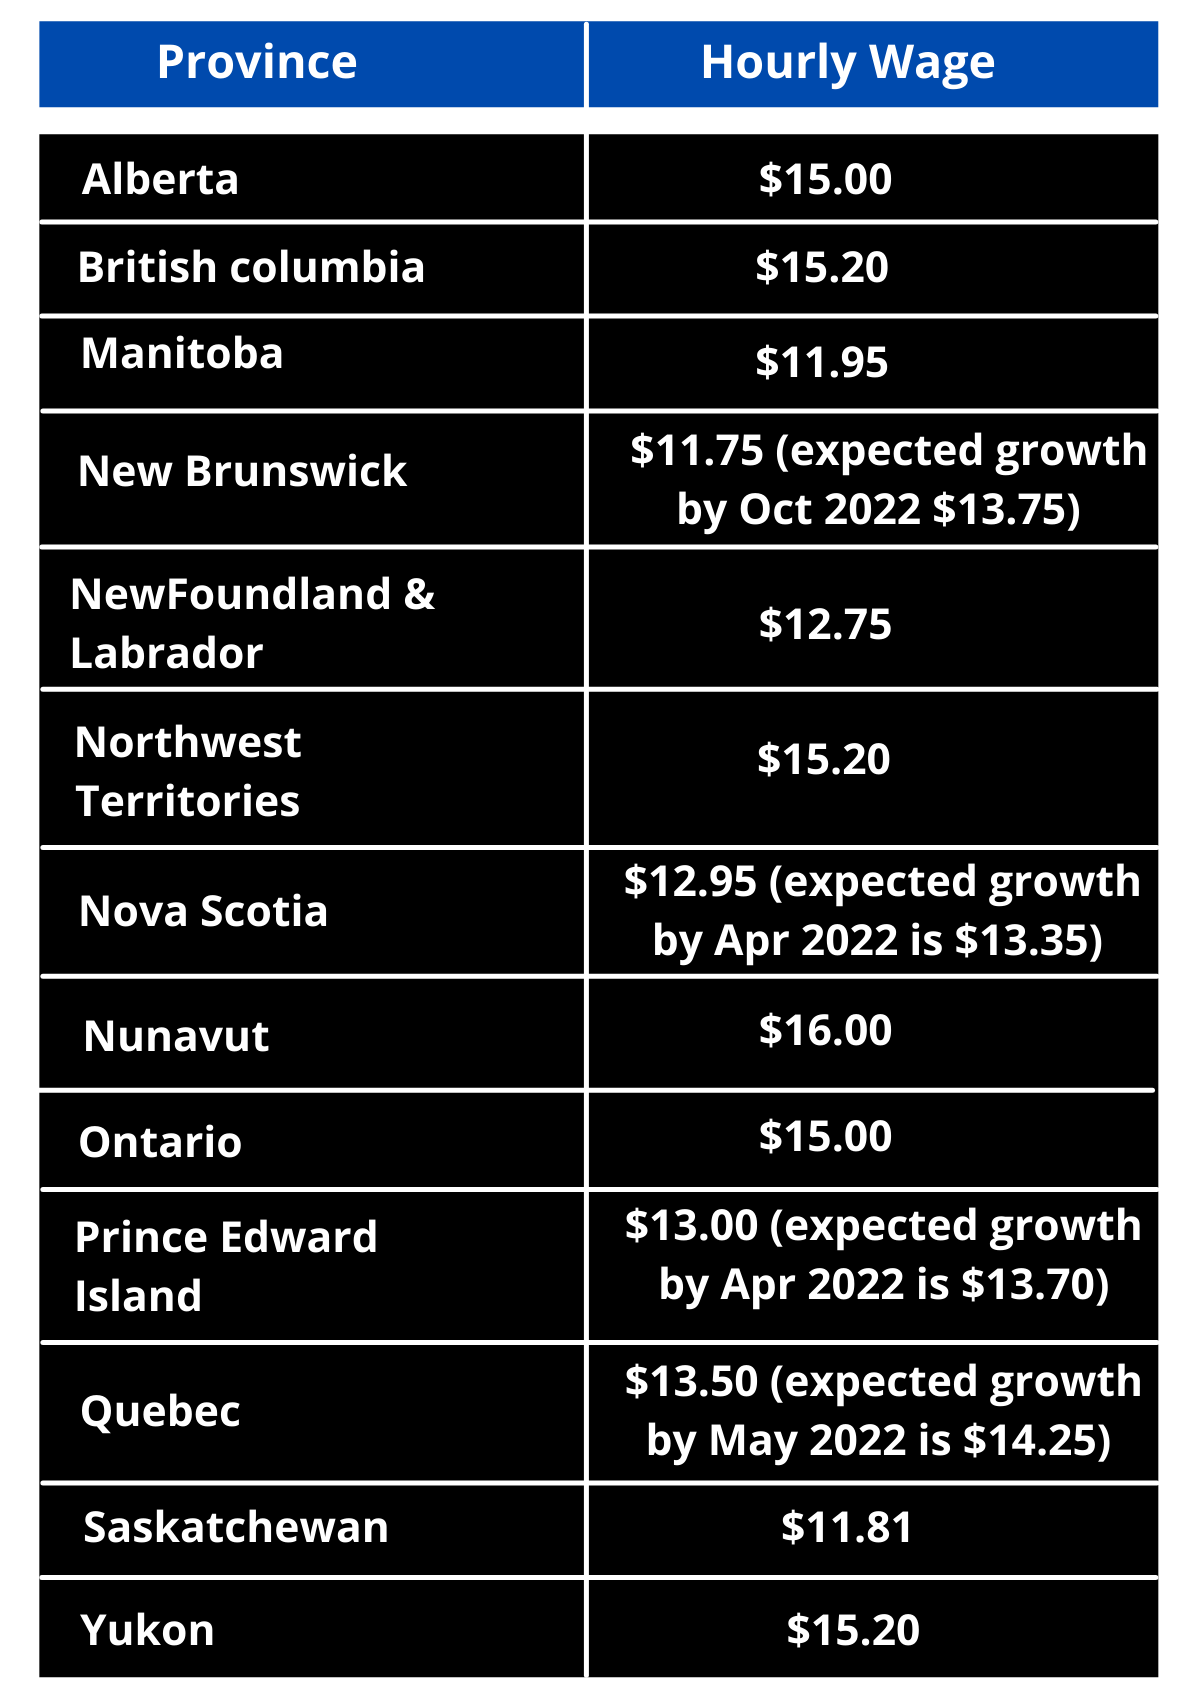 Province Hourly Wage
Alberta $15.00
British columbia $15.20
Manitoba $11.95
New Brunswick $11.75 (expected growth
by Oct 2022 $13.75)
NewFoundland &
Labrador $12.75
Northwest
Territories $15.20
Nova Scotia $12.95 (expected growth
by Apr 2022 is $13.35)
Nunavut $16.00
Ontario $15.00
Prince Edward
Island $13.00 (expected growth
by Apr 2022 is $13.70)
Quebec $13.50 (expected growth
by May 2022 is $14.25)
Saskatchewan $11.81
Yukon $15.20